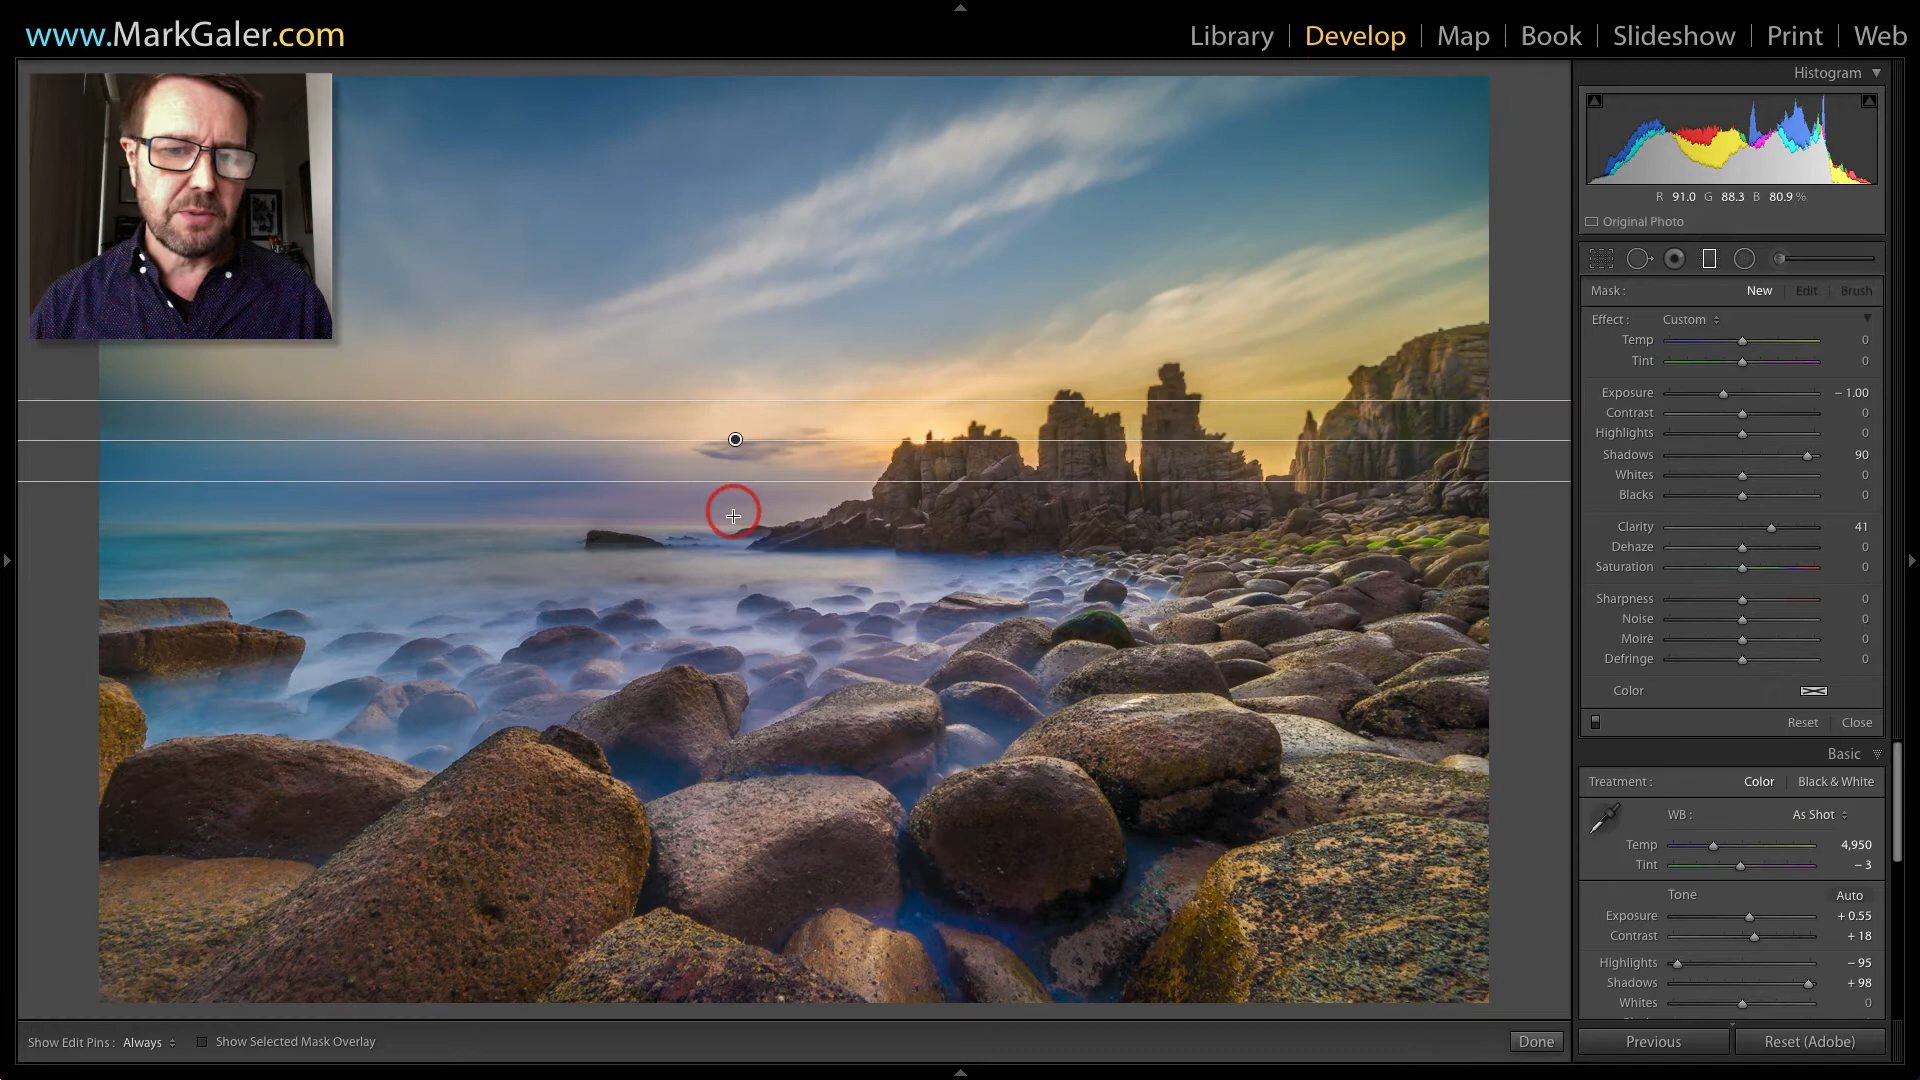 www.MarkGaler.com
Library | Develop | Map | Book | Slideshow | Print | Web
Histogram
R 91.0 G 88.3 B 80.9 %
Original Photo
Mask : New | Edit | Brush
Effect : Custom
Temp 0
Tint 0
Exposure – 1.00
Contrast 0
Highlights 0
Shadows 90
Whites 0
Blacks 0
Clarity 41
Dehaze 0
Saturation 0
Sharpness 0
Noise 0
Moiré 0
Defringe 0
Color
Reset | Close
Basic
Treatment : Color | Black & White
WB : As Shot
Temp 4,950
Tint – 3
Tone Auto
Exposure + 0.55
Contrast + 18
Highlights – 95
Shadows + 98
Whites 0
Show Edit Pins : Always Show Selected Mask Overlay Done
Previous Reset (Adobe)